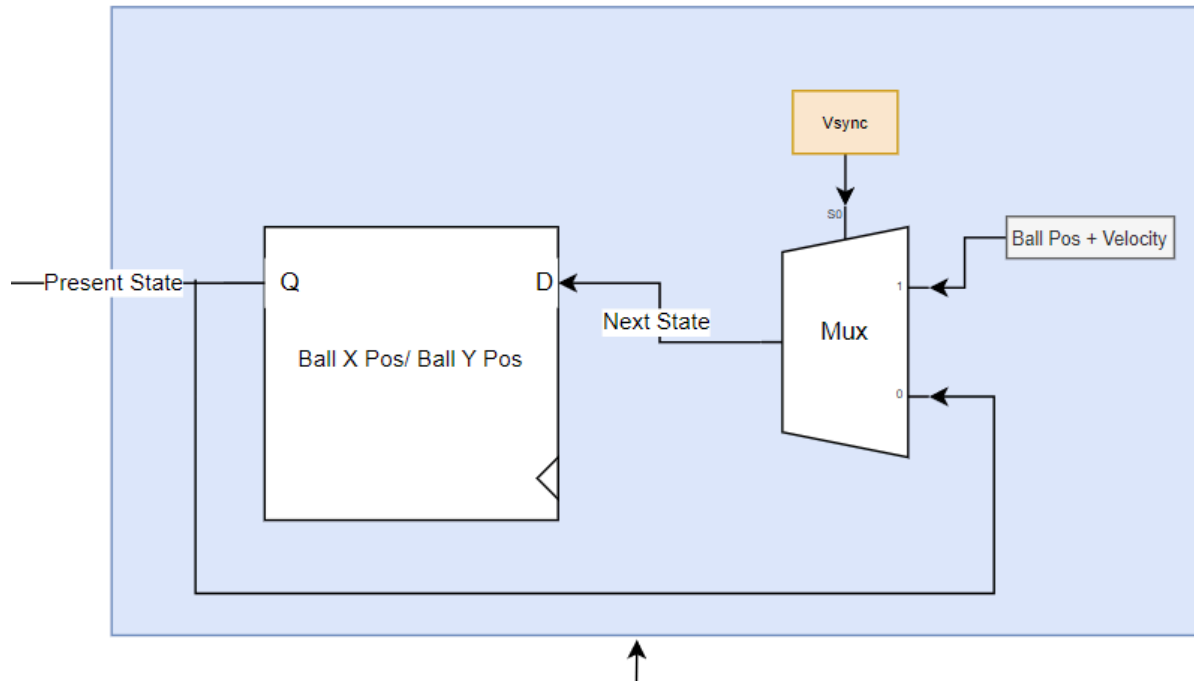 Vsync
S0
Ball Pos + Velocity
Present State
Q
D
1
Next State
Mux
Ball X Pos/ Ball Y Pos
0